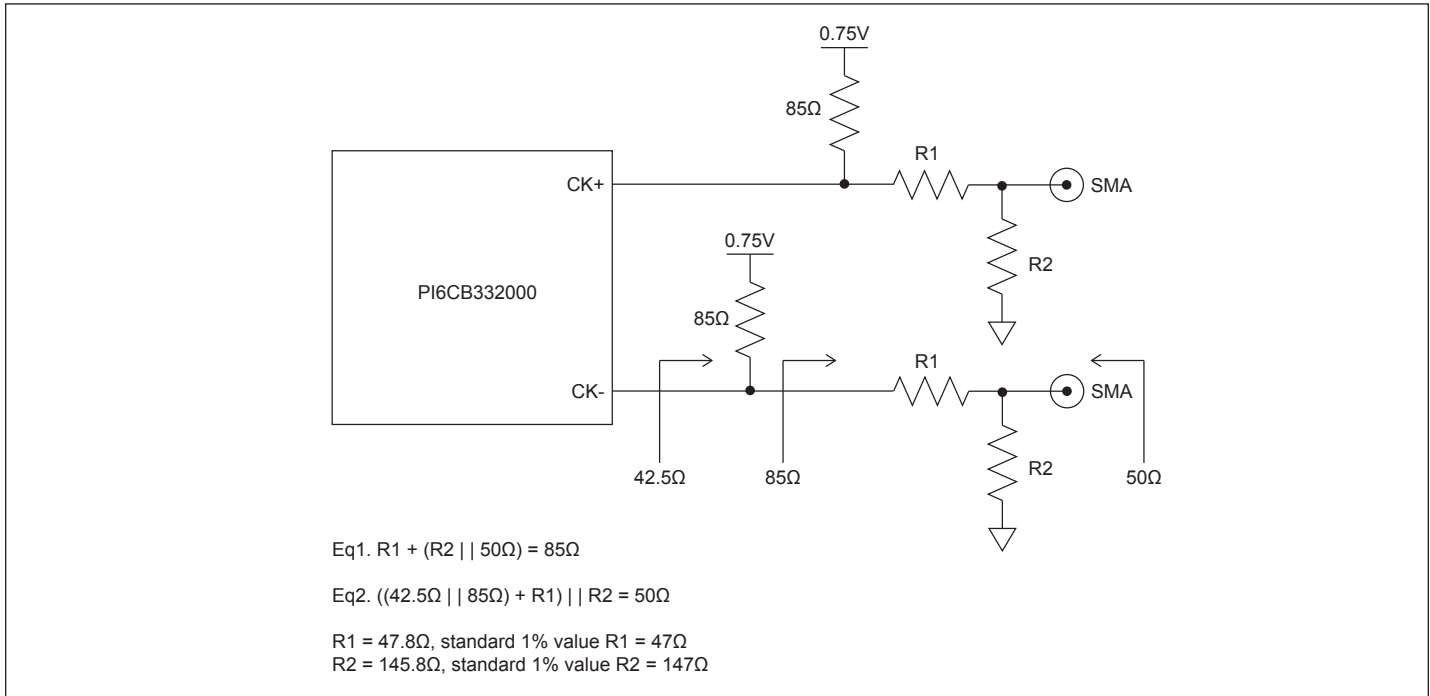 0.75V
85Ω
R1
CK+
SMA
R2
0.75V
PI6CB332000
85Ω
R1
CK-
SMA
R2
42.5Ω
85Ω
50Ω
Eq1. R1 + (R2 | | 50Ω) = 85Ω
Eq2. ((42.5Ω | | 85Ω) + R1) | | R2 = 50Ω
R1 = 47.8Ω, standard 1% value R1 = 47Ω
R2 = 145.8Ω, standard 1% value R2 = 147Ω